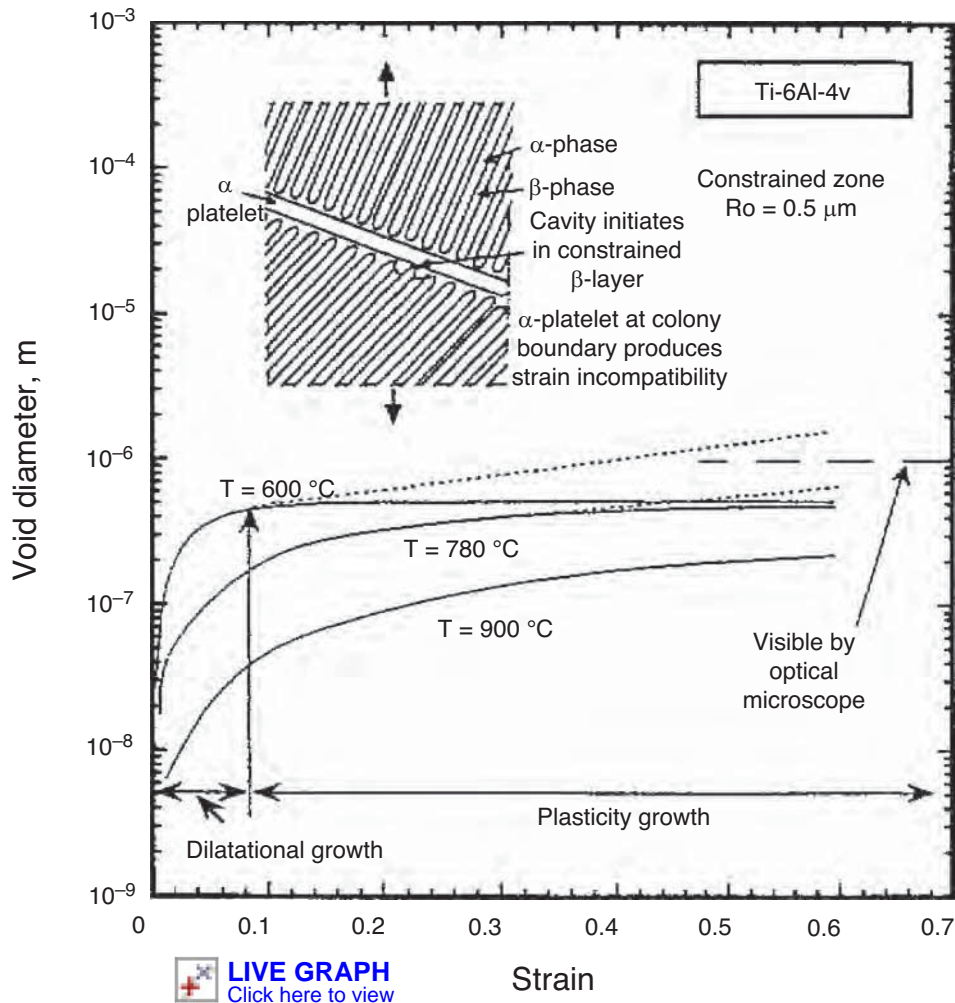 10⁻³
10⁻⁴
10⁻⁵
10⁻⁶
10⁻⁷
10⁻⁸
10⁻⁹
Void diameter, m
Ti-6Al-4v
Constrained zone
Ro = 0.5 μm
α
platelet
α-phase
β-phase
Cavity initiates
in constrained
β-layer
α-platelet at colony
boundary produces
strain incompatibility
T = 600 °C
T = 780 °C
T = 900 °C
Visible by
optical
microscope
Plasticity growth
Dilatational growth
0 0.1 0.2 0.3 0.4 0.5 0.6 0.7
Strain
LIVE GRAPH
Click here to view